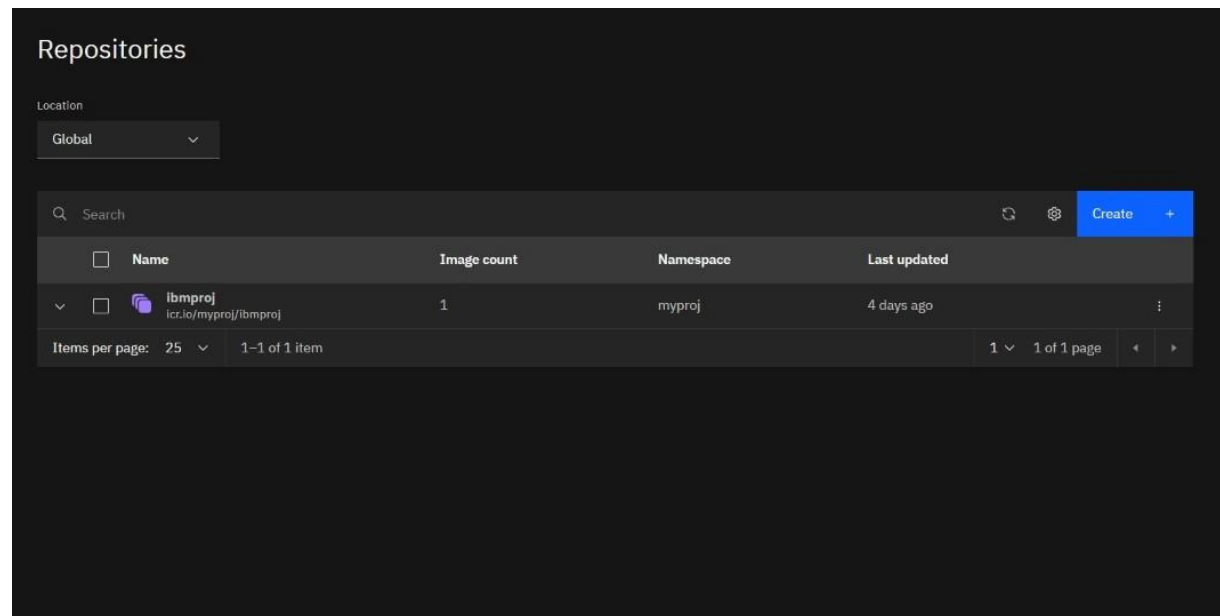 Repositories
Location
Global
Search
Create +
Name Image count Namespace Last updated
ibmproj 1 myproj 4 days ago
icr.io/myproj/ibmproj
Items per page: 25 1–1 of 1 item 1 1 of 1 page